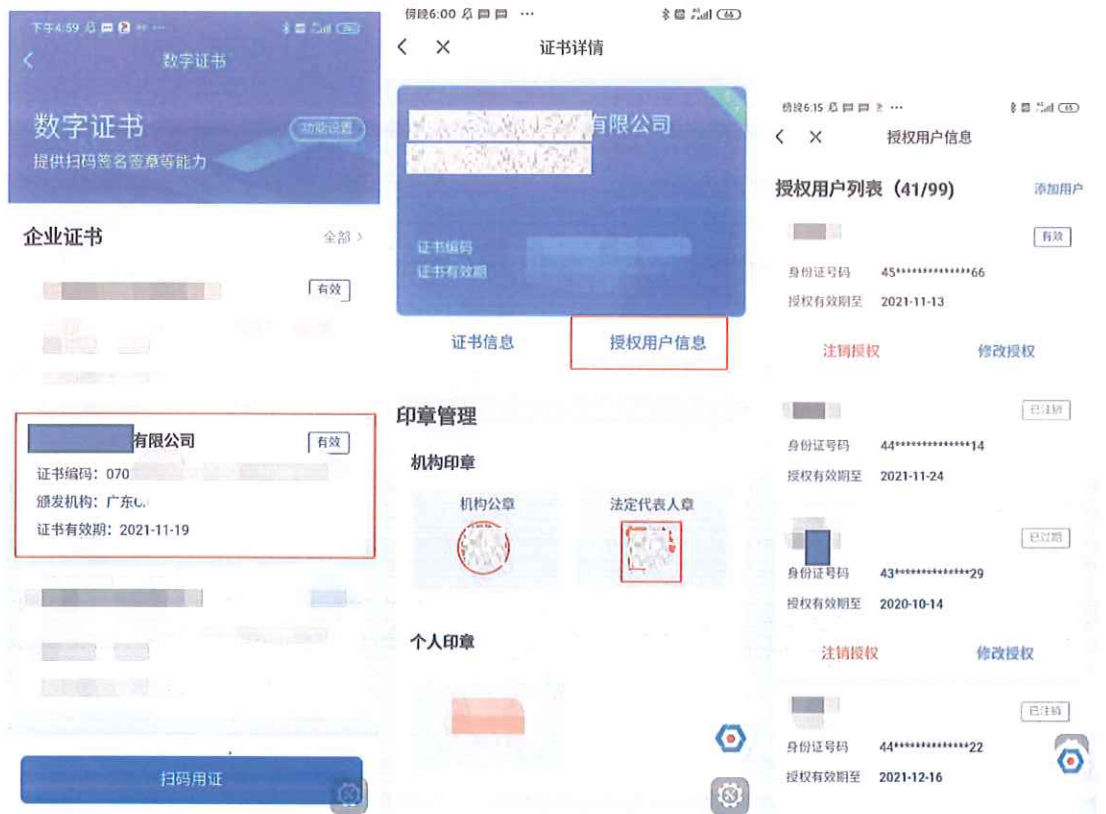 下午4:59
数字证书
数字证书
功能设置
提供扫码签名签章等能力
企业证书
全部 >
有效
有限公司
有效
证书编码：070
颁发机构：广东
证书有效期：2021-11-19
扫码用证
傍晚6:00
证书详情
有限公司
证书编码
证书有效期
证书信息
授权用户信息
印章管理
机构印章
机构公章
法定代表人章
个人印章
傍晚6:15
授权用户信息
授权用户列表（41/99）
添加用户
有效
身份证号码 45**************66
授权有效期至 2021-11-13
注销授权
修改授权
已注销
身份证号码 44**************14
授权有效期至 2021-11-24
已过期
身份证号码 43**************29
授权有效期至 2020-10-14
注销授权
修改授权
已注销
身份证号码 44**************22
授权有效期至 2021-12-16